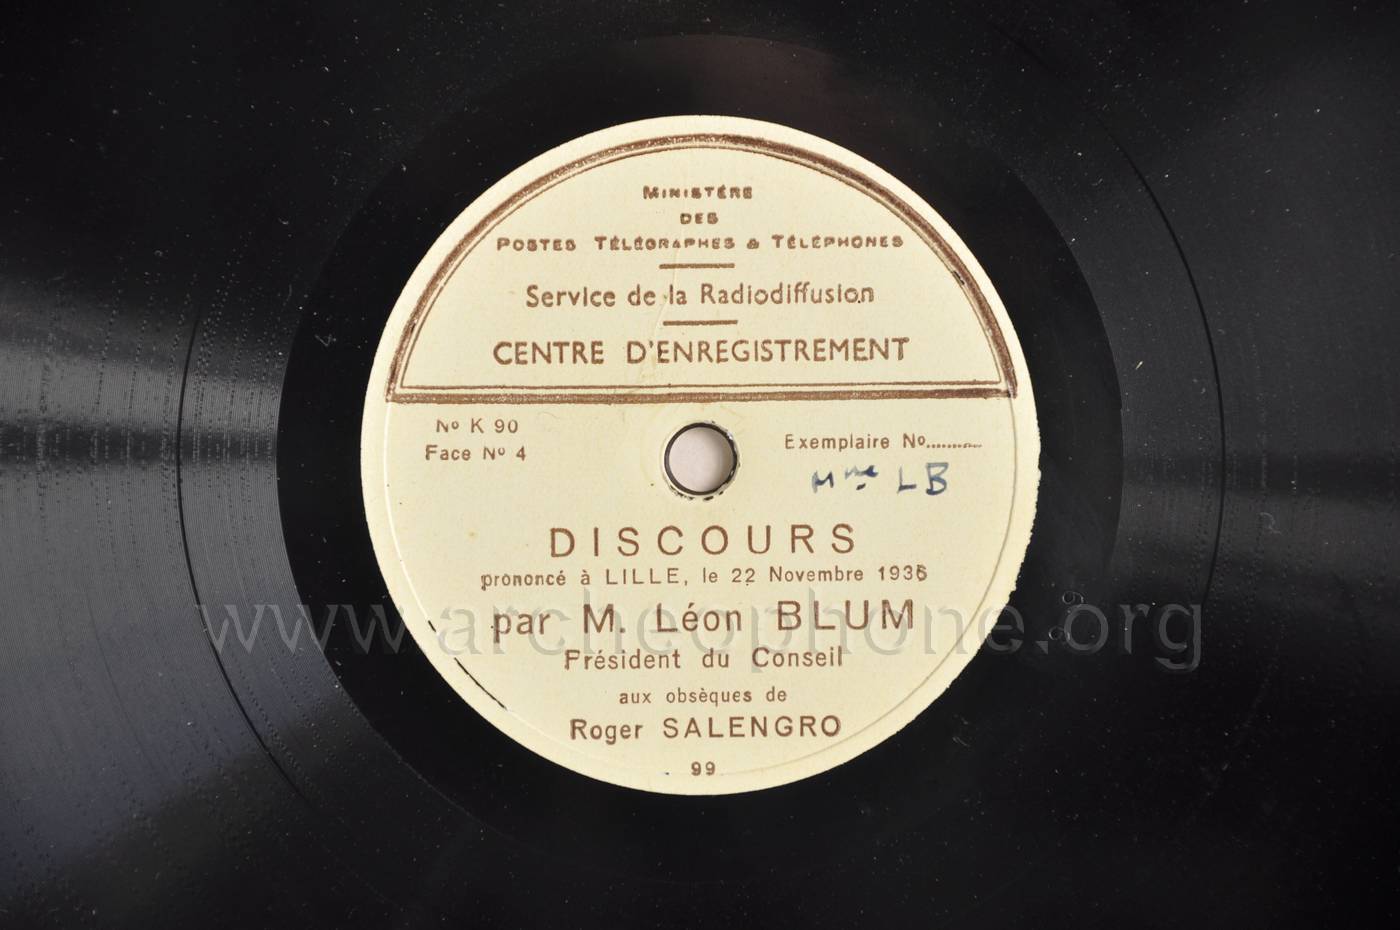 MINISTÉRE
DES
POSTES TÉLÉGRAPHES & TÉLÉPHONES
Service de la Radiodiffusion
CENTRE D'ENREGISTREMENT
No K 90
Face No 4
Exemplaire No..........
Mme LB
DISCOURS
prononcé à LILLE, le 22 Novembre 1936
par M. Léon BLUM
Président du Conseil
aux obsèques de
Roger SALENGRO
99
www.archeophone.org